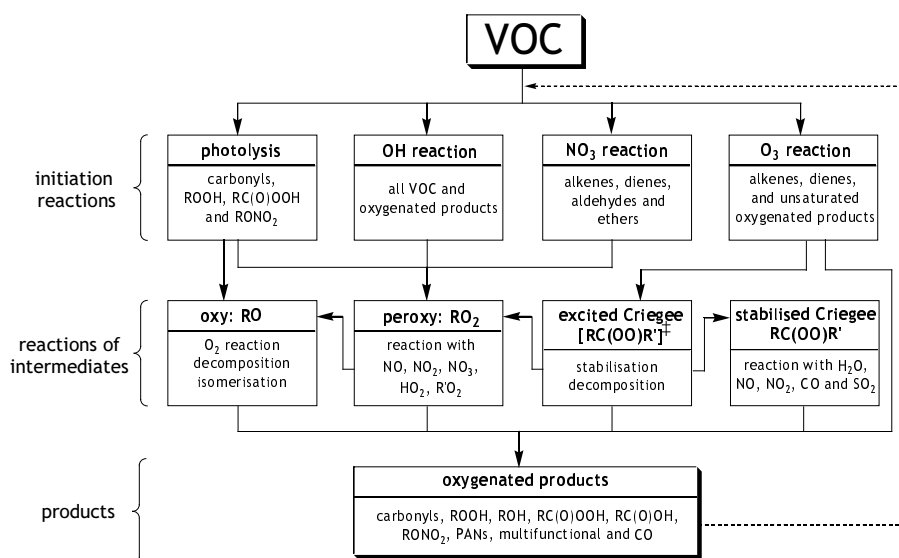 VOC
initiation
reactions
photolysis
carbonyls,
ROOH, RC(O)OOH
and RONO₂
OH reaction
all VOC and
oxygenated products
NO₃ reaction
alkenes, dienes,
aldehydes and
ethers
O₃ reaction
alkenes, dienes,
and unsaturated
oxygenated products
reactions of
intermediates
oxy: RO
O₂ reaction
decomposition
isomerisation
peroxy: RO₂
reaction with
NO, NO₂, NO₃,
HO₂, R'O₂
excited Criegee
[RC(OO)R']‡
stabilisation
decomposition
stabilised Criegee
RC(OO)R'
reaction with H₂O,
NO, NO₂, CO and SO₂
products
oxygenated products
carbonyls, ROOH, ROH, RC(O)OOH, RC(O)OH,
RONO₂, PANs, multifunctional and CO